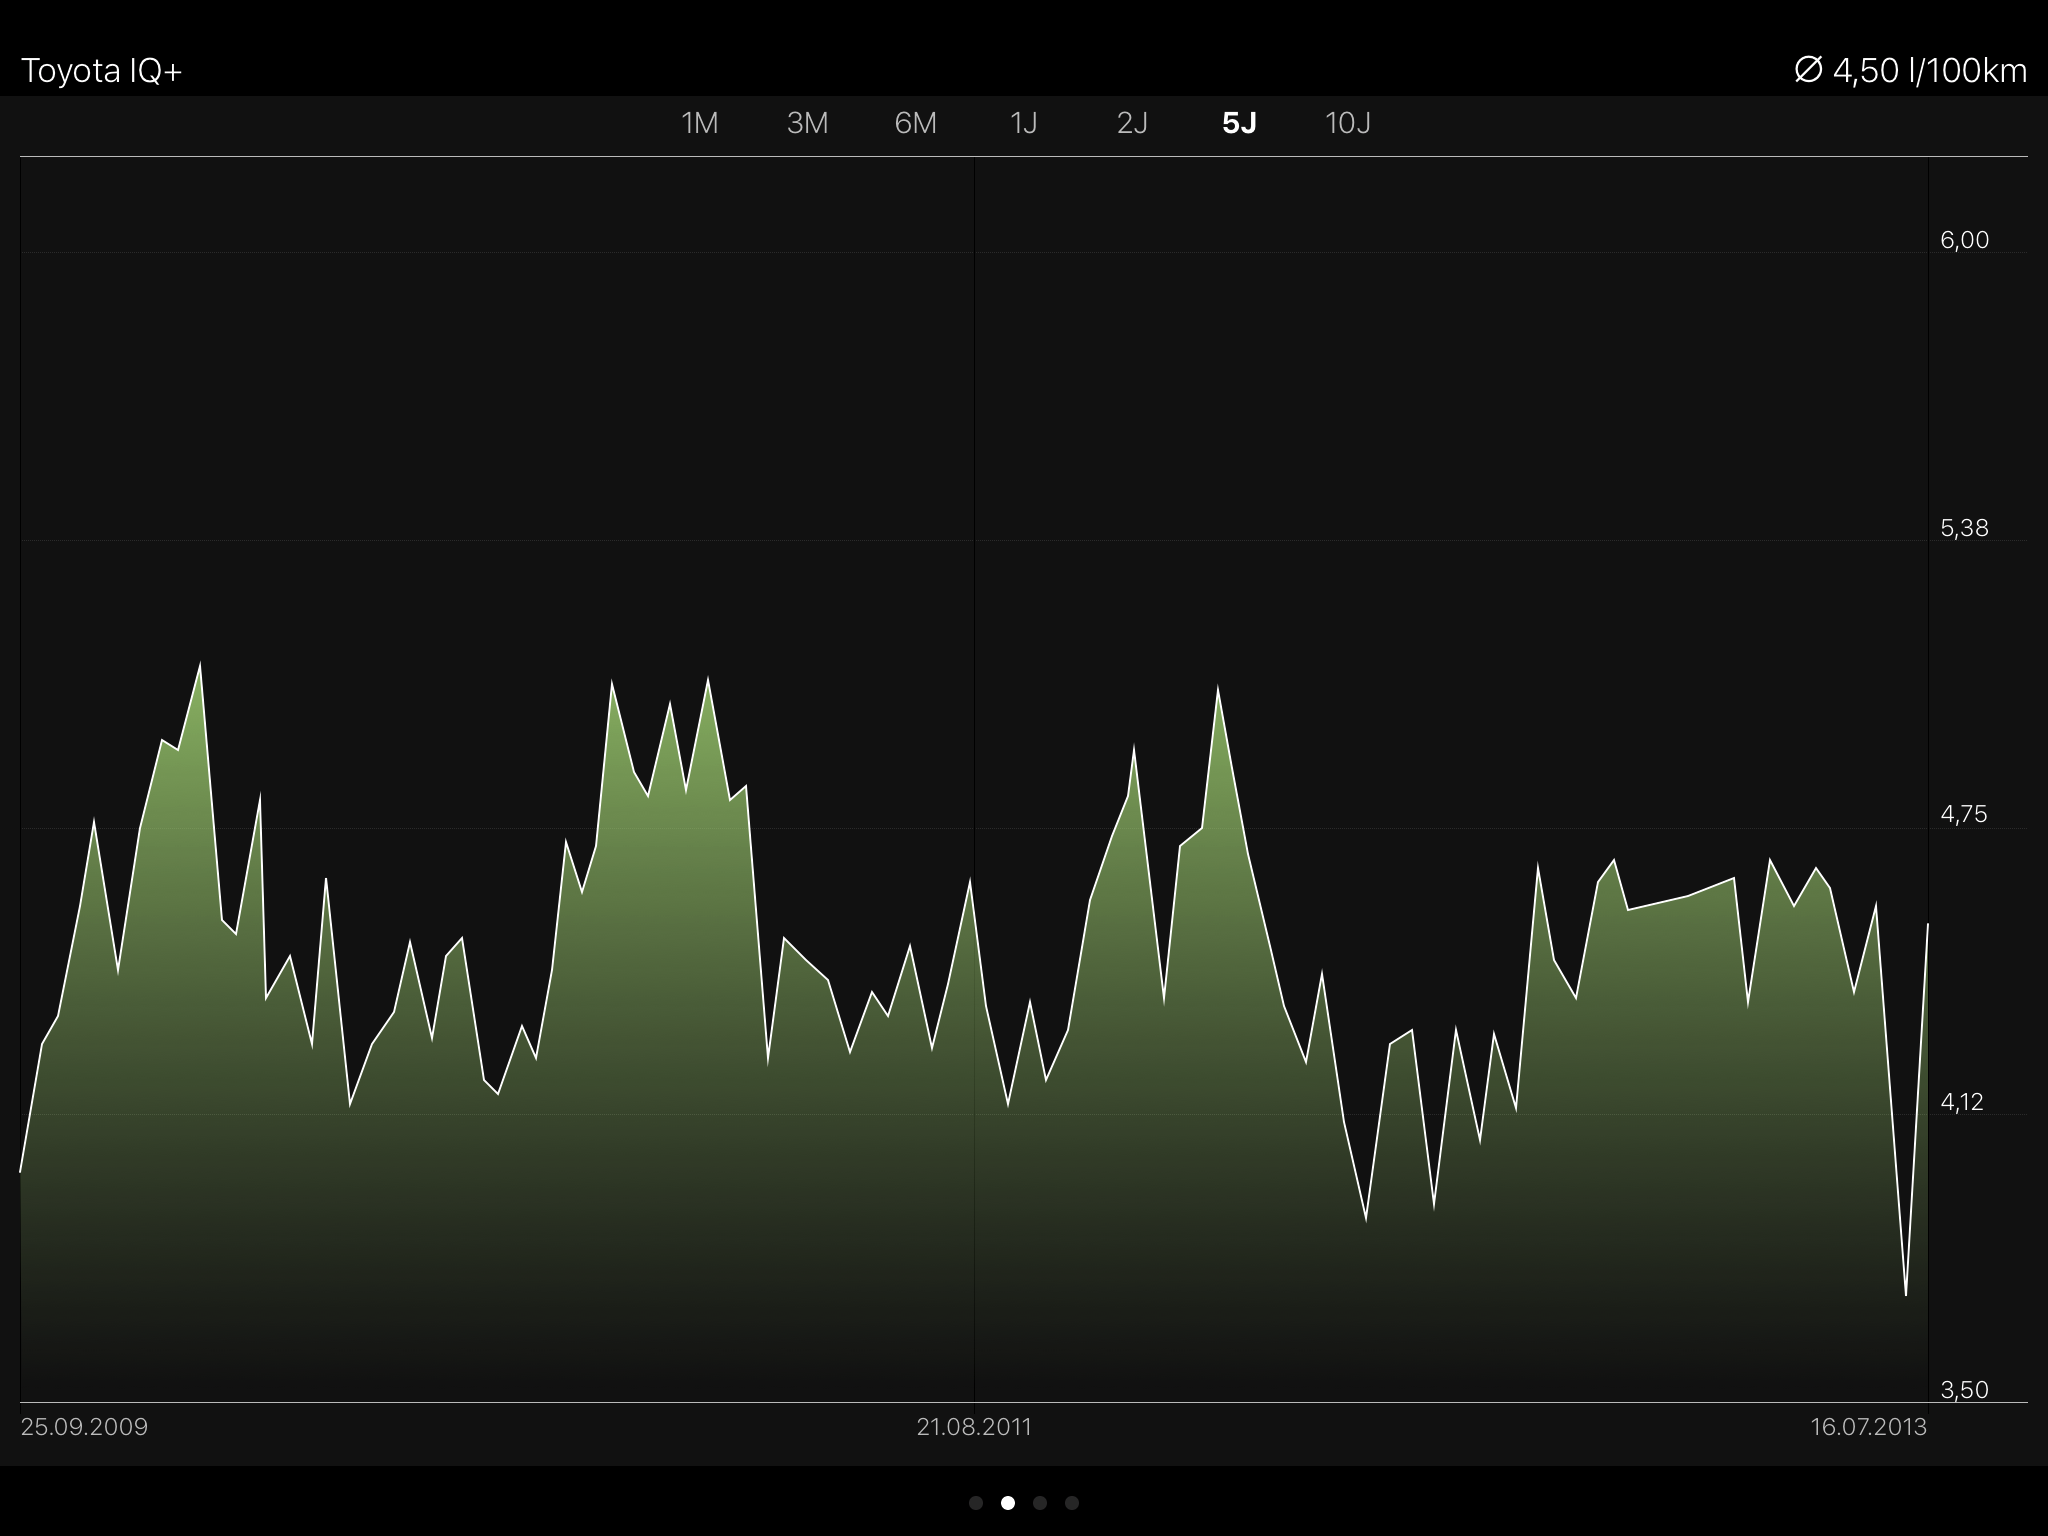 Toyota IQ+
Ø 4,50 l/100km
1M 3M 6M 1J 2J 5J 10J
6,00
5,38
4,75
4,12
3,50
25.09.2009 21.08.2011 16.07.2013